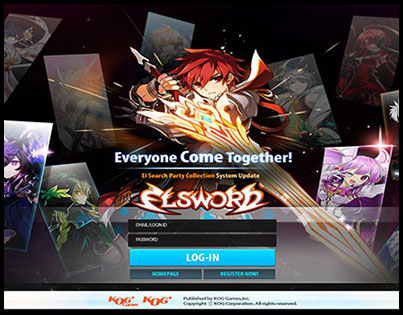 Everyone Come Together!
El Search Party Collection System Update
ELSWORD
EMAIL/LOGIN ID
PASSWORD
LOG-IN
HOMEPAGE
REGISTER NOW!
KOG Games
KOG
Published by KOG Games, Inc.
Copyright ⓒ KOG Corporation. All rights reserved.